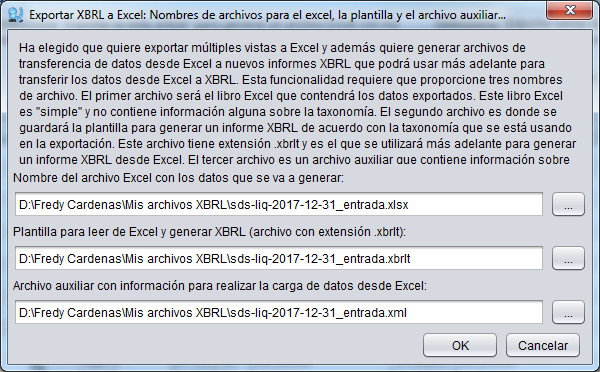 Exportar XBRL a Excel: Nombres de archivos para el excel, la plantilla y el archivo auxiliar...
Ha elegido que quiere exportar múltiples vistas a Excel y además quiere generar archivos de
transferencia de datos desde Excel a nuevos informes XBRL que podrá usar más adelante para
transferir los datos desde Excel a XBRL. Esta funcionalidad requiere que proporcione tres nombres
de archivo. El primer archivo será el libro Excel que contendrá los datos exportados. Este libro Excel
es "simple" y no contiene información alguna sobre la taxonomía. El segundo archivo es donde se
guardará la plantilla para generar un informe XBRL de acuerdo con la taxonomía que se está usando
en la exportación. Este archivo tiene extensión .xbrlt y es el que se utilizará más adelante para generar
un informe XBRL desde Excel. El tercer archivo es un archivo auxiliar que contiene información sobre
Nombre del archivo Excel con los datos que se va a generar:
D:\Fredy Cardenas\Mis archivos XBRL\sds-liq-2017-12-31_entrada.xlsx
...
Plantilla para leer de Excel y generar XBRL (archivo con extensión .xbrlt):
D:\Fredy Cardenas\Mis archivos XBRL\sds-liq-2017-12-31_entrada.xbrlt
...
Archivo auxiliar con información para realizar la carga de datos desde Excel:
D:\Fredy Cardenas\Mis archivos XBRL\sds-liq-2017-12-31_entrada.xml
...
OK
Cancelar